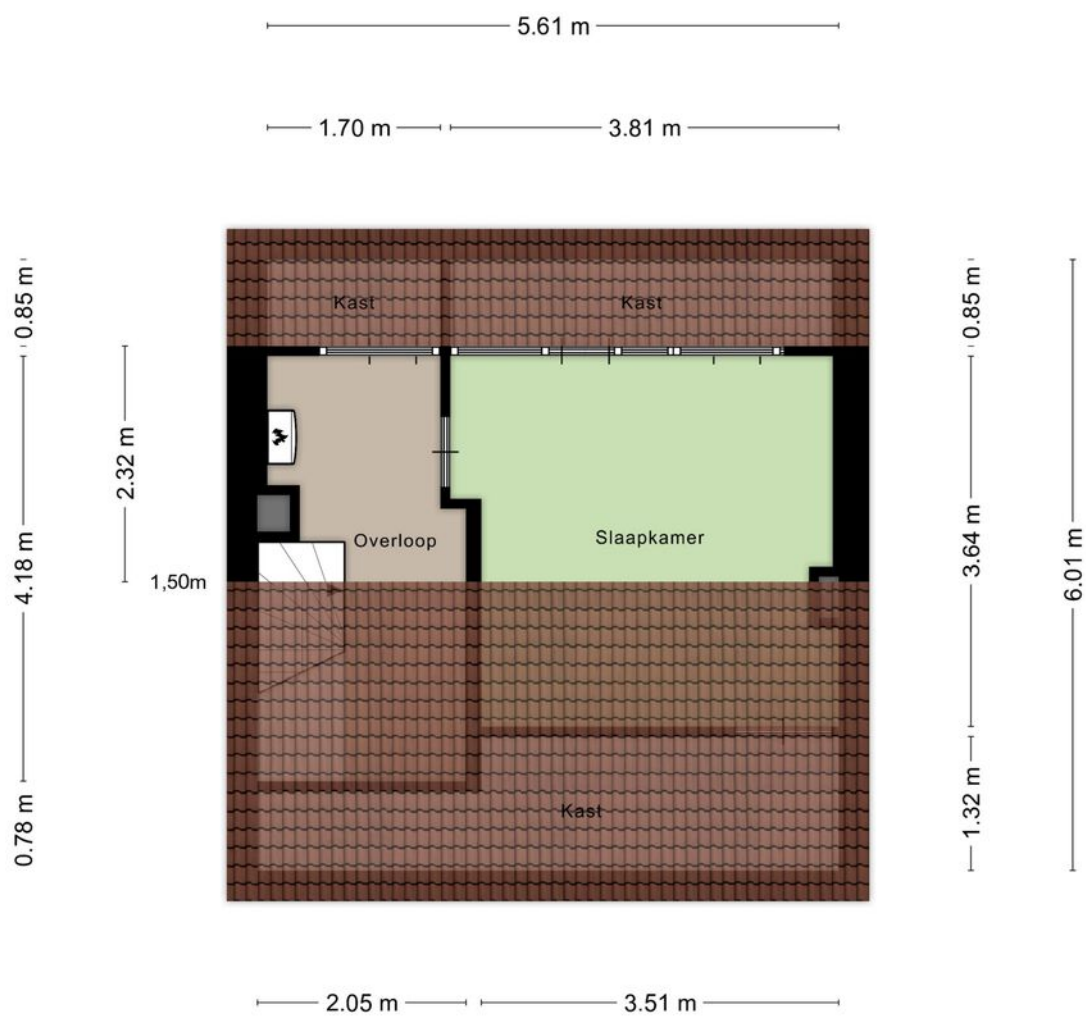 5.61 m
1.70 m
3.81 m
0.85 m
0.85 m
Kast
Kast
2.32 m
4.18 m
3.64 m
6.01 m
Overloop
Slaapkamer
1,50m
0.78 m
1.32 m
Kast
2.05 m
3.51 m